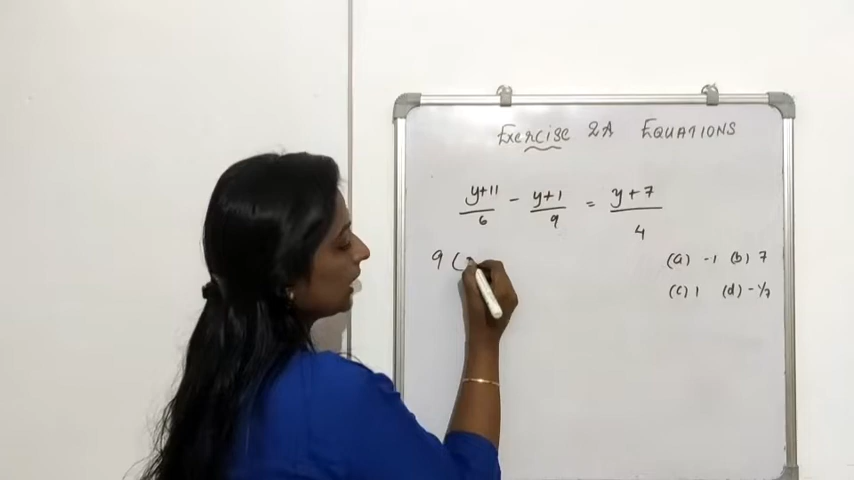 Exercise 2A EQUATIONS
y+11/6 - y+1/9 = y+7/4
9 (
(a) -1 (b) 7
(c) 1 (d) -1/7